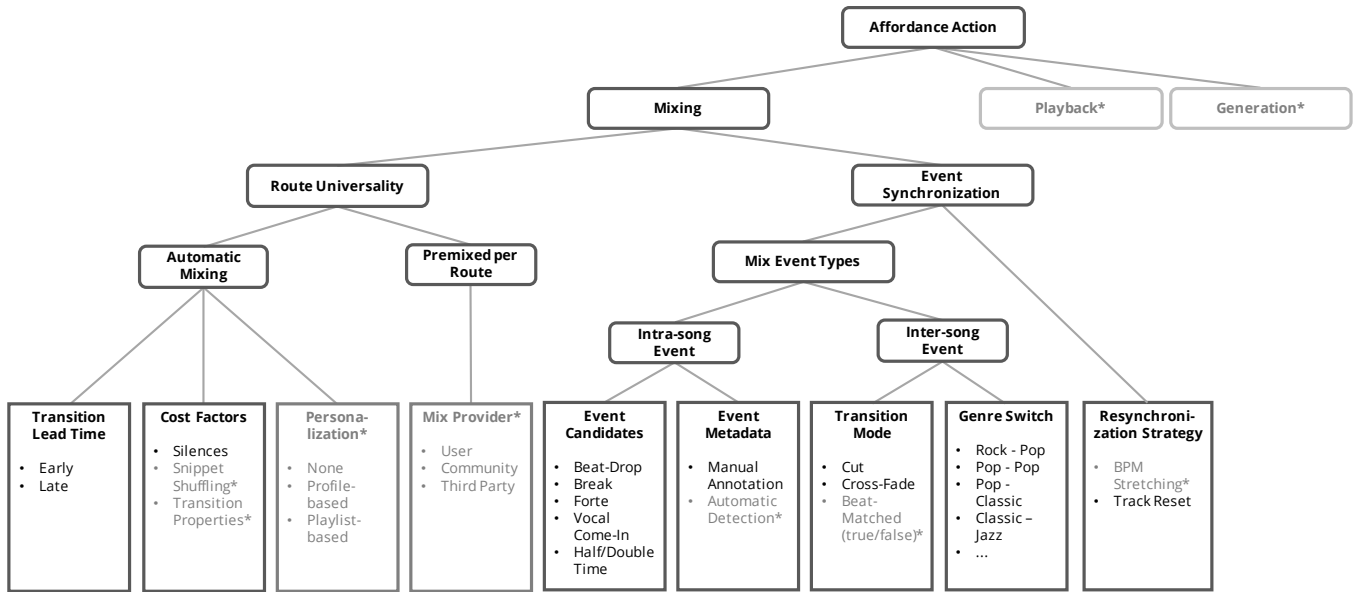 Affordance Action
Mixing
Playback*
Generation*
Route Universality
Event
Synchronization
Automatic
Mixing
Premixed per
Route
Mix Event Types
Intra-song
Event
Inter-song
Event
Transition
Lead Time
• Early
• Late
Cost Factors
• Silences
• Snippet
Shuffling*
• Transition
Properties*
Persona-
lization*
• None
• Profile-
based
• Playlist-
based
Mix Provider*
• User
• Community
• Third Party
Event
Candidates
• Beat-Drop
• Break
• Forte
• Vocal
Come-In
• Half/Double
Time
Event
Metadata
• Manual
Annotation
• Automatic
Detection*
Transition
Mode
• Cut
• Cross-Fade
• Beat-
Matched
(true/false)*
Genre Switch
• Rock - Pop
• Pop - Pop
• Pop -
Classic
• Classic –
Jazz
• ...
Resynchroni-
zation Strategy
• BPM
Stretching*
• Track Reset